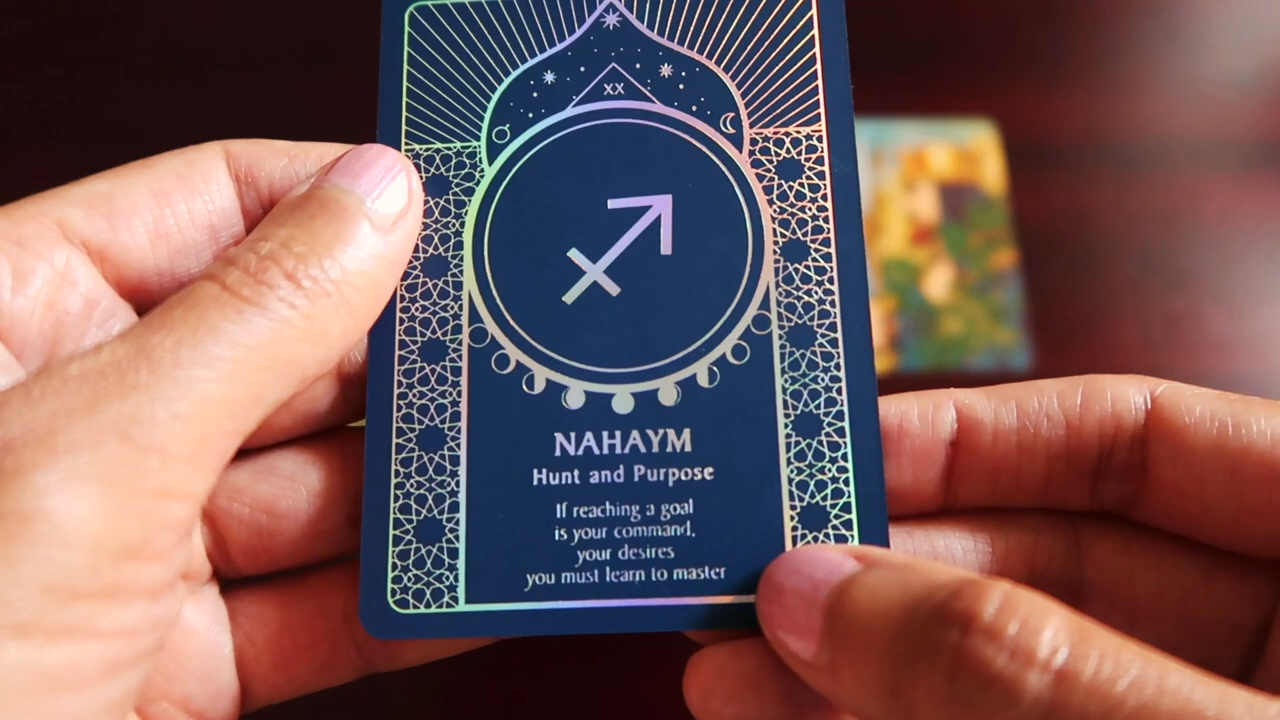 XX
NAHAYM
Hunt and Purpose
If reaching a goal
is your command,
your desires
you must learn to master